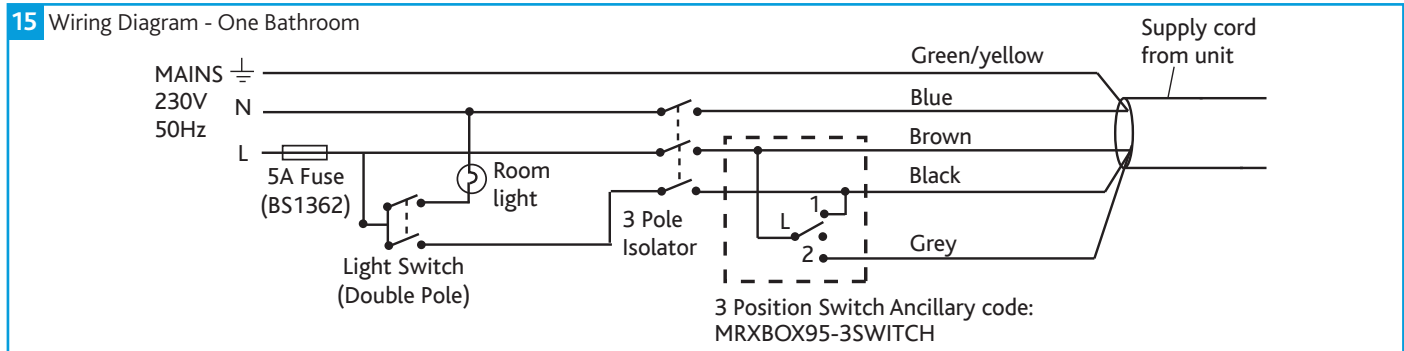 15 Wiring Diagram - One Bathroom
Supply cord
from unit
MAINS
230V
50Hz
N
L
Green/yellow
Blue
Brown
Black
Grey
5A Fuse
(BS1362)
Room
light
Light Switch
(Double Pole)
3 Pole
Isolator
L
1
2
3 Position Switch Ancillary code:
MRXBOX95-3SWITCH